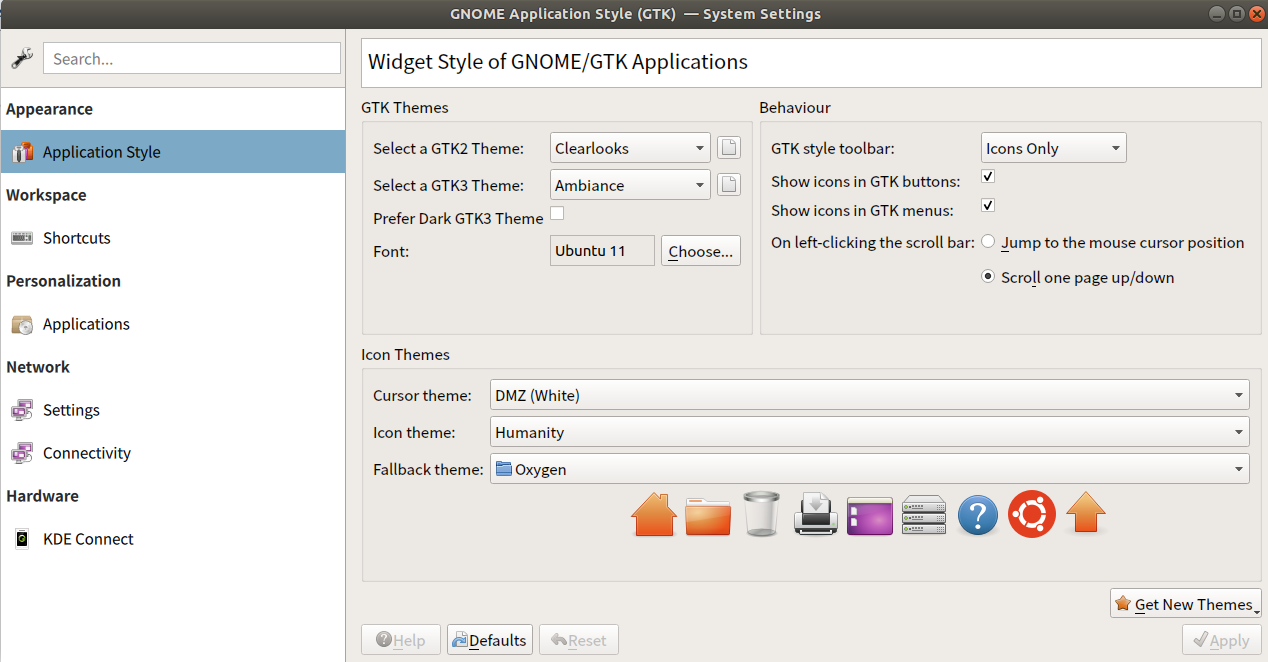 GNOME Application Style (GTK) — System Settings
Search...
Appearance
Application Style
Workspace
Shortcuts
Personalization
Applications
Network
Settings
Connectivity
Hardware
KDE Connect
Widget Style of GNOME/GTK Applications
GTK Themes
Select a GTK2 Theme: Clearlooks
Select a GTK3 Theme: Ambiance
Prefer Dark GTK3 Theme
Font: Ubuntu 11 Choose...
Behaviour
GTK style toolbar: Icons Only
Show icons in GTK buttons:
Show icons in GTK menus:
On left-clicking the scroll bar: Jump to the mouse cursor position
Scroll one page up/down
Icon Themes
Cursor theme: DMZ (White)
Icon theme: Humanity
Fallback theme: Oxygen
Get New Themes
Help Defaults Reset Apply